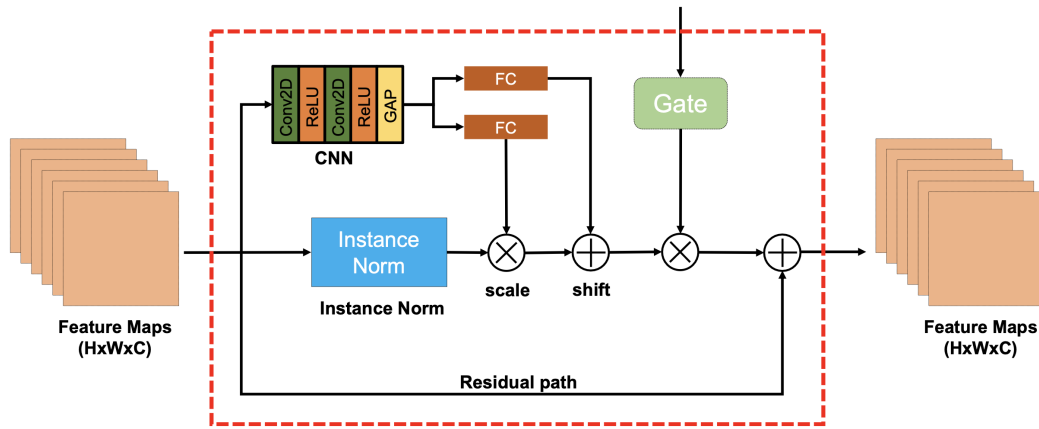 Conv2D
ReLU
Conv2D
ReLU
GAP
CNN
FC
FC
Gate
Instance
Norm
Instance Norm
scale
shift
Feature Maps
(HxWxC)
Feature Maps
(HxWxC)
Residual path